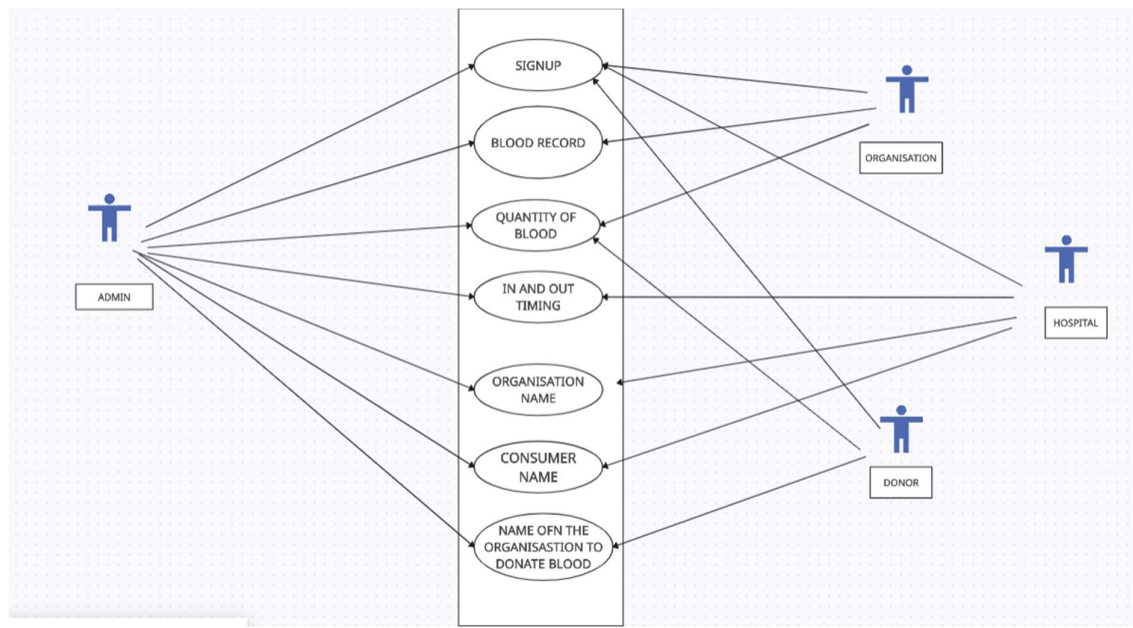 SIGNUP
BLOOD RECORD
QUANTITY OF
BLOOD
IN AND OUT
TIMING
ORGANISATION
NAME
CONSUMER
NAME
NAME OFN THE
ORGANISASTION TO
DONATE BLOOD
ADMIN
ORGANISATION
HOSPITAL
DONOR